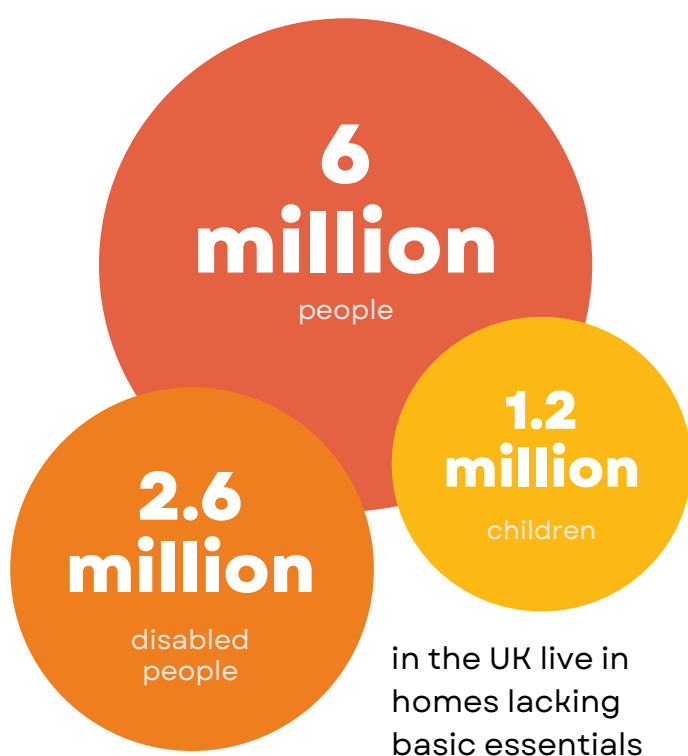 6
million
people
1.2
million
children
2.6
million
disabled
people
in the UK live in
homes lacking
basic essentials